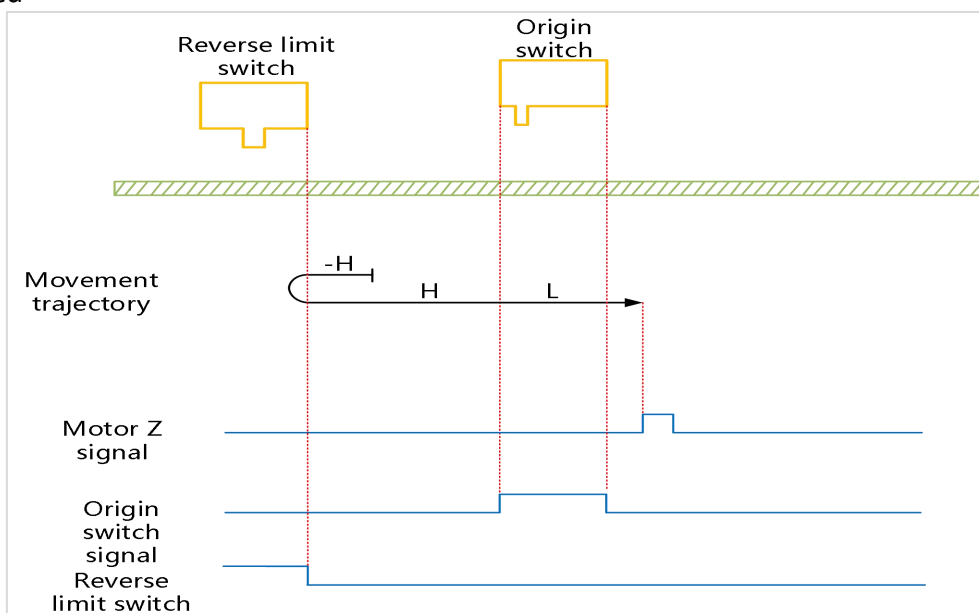 Reverse limit
switch
Origin
switch
Movement
trajectory
-H
H
L
Motor Z
signal
Origin
switch
signal
Reverse
limit switch